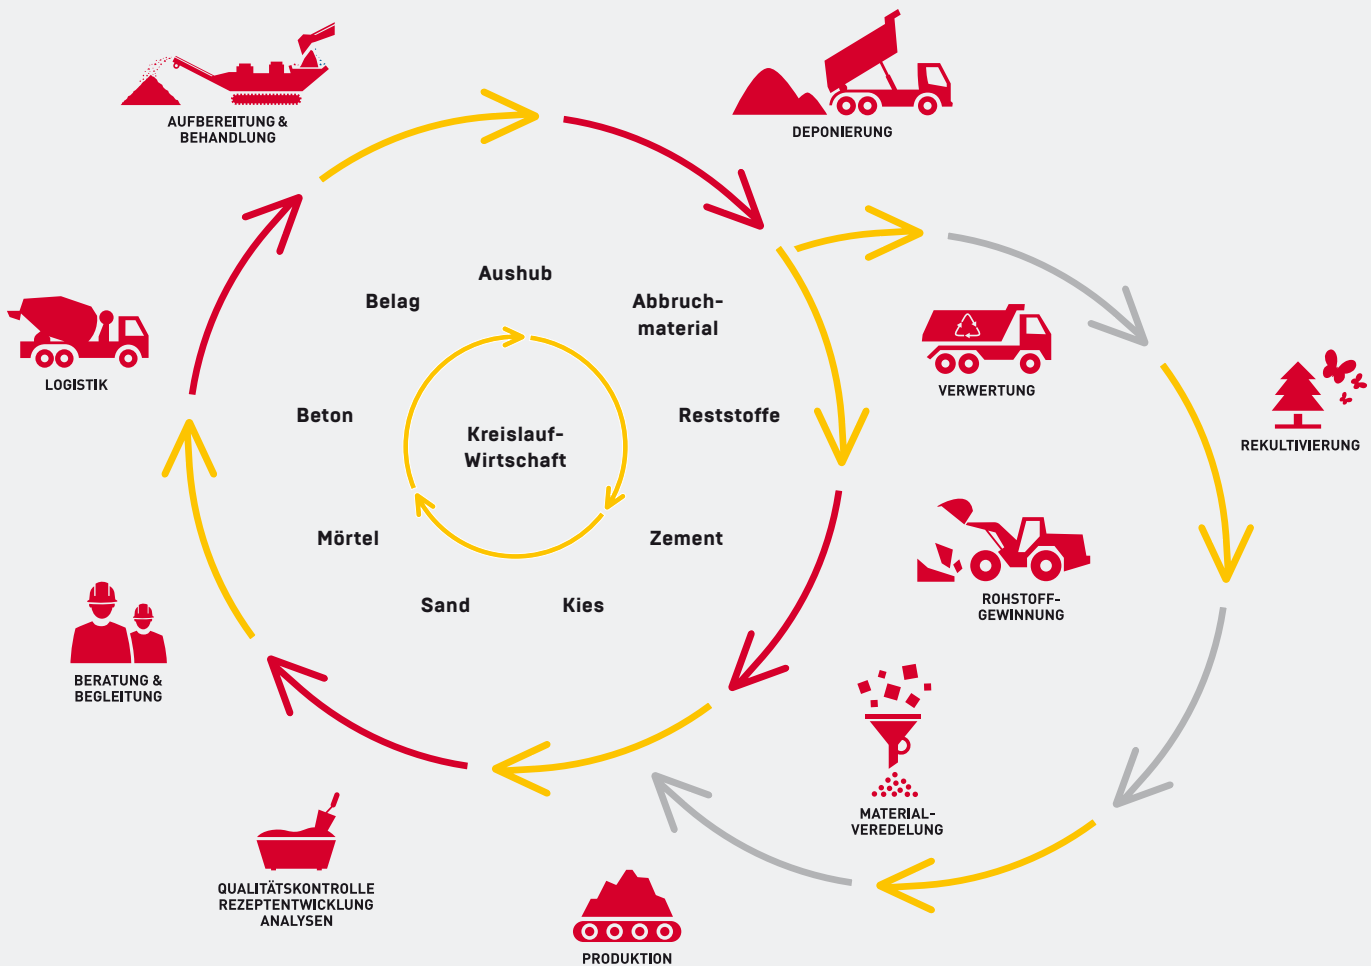 AUFBEREITUNG &
BEHANDLUNG
DEPONIERUNG
Aushub
Belag
Abbruch-
material
LOGISTIK
VERWERTUNG
Beton
Reststoffe
Kreislauf-
Wirtschaft
REKULTIVIERUNG
Mörtel
Zement
Sand
Kies
ROHSTOFF-
GEWINNUNG
BERATUNG &
BEGLEITUNG
MATERIAL-
VEREDELUNG
QUALITÄTSKONTROLLE
REZEPTENTWICKLUNG
ANALYSEN
PRODUKTION